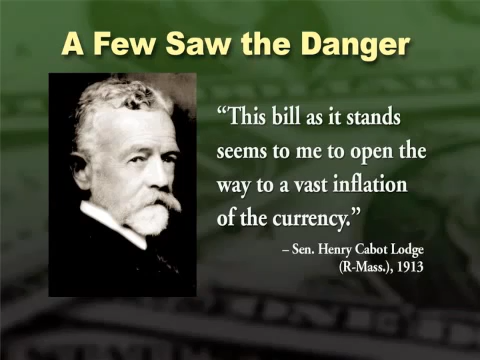 A Few Saw the Danger
“This bill as it stands
seems to me to open the
way to a vast inflation
of the currency.”
– Sen. Henry Cabot Lodge
(R-Mass.), 1913